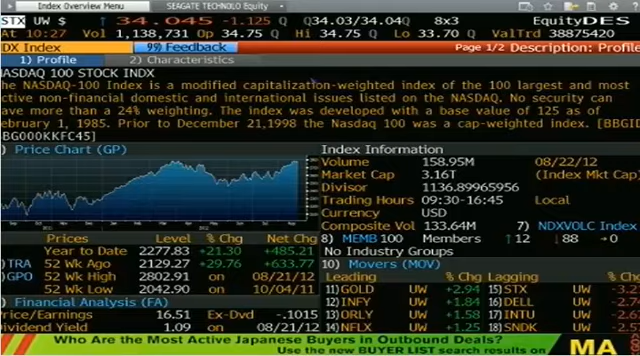 Index Overview Menu SEAGATE TECHNOLO Equity
STX UW $ ↑ 34.045 -1.125 Q Q34.03/34.04Q 8x3 EquityDES
At 10:27 Vol 1,138,731 Op 34.75 Q Hi 34.75 Q Lo 33.70 Q ValTrd 38875420
DX Index 99) Feedback Page 1/2 Description: Profile
1) Profile 2) Characteristics
NASDAQ 100 STOCK INDX
he NASDAQ-100 Index is a modified capitalization-weighted index of the 100 largest and most
ctive non-financial domestic and international issues listed on the NASDAQ. No security can
ave more than a 24% weighting. The index was developed with a base value of 125 as of
ebruary 1, 1985. Prior to December 21,1998 the Nasdaq 100 was a cap-weighted index. [BBGID
BBG000KKFC45]
) Price Chart (GP) Index Information
Volume 158.95M 08/22/12
Market Cap 3.16T (Index Mkt Cap)
Divisor 1136.89965956
Trading Hours 09:30-16:45 Local
Currency USD
Composite Vol 133.64M 7) NDXVOLC Index
8) MEMB 100 Members ↑12 ↓88 →0
No Industry Groups
Prices Level % Chg Net Chg
Year to Date 2277.83 +21.30 +485.21
)TRA 52 Wk Ago 2129.27 +29.76 +633.77
)GPO 52 Wk High 2802.91 on 08/21/12
52 Wk Low 2042.90 on 10/04/11
10) Movers (MOV)
Leading % Chg Lagging %
11) GOLD UW +2.94 15) STX UW -3.2
12) INFY UW +1.84 16) DELL UW -2.7
13) ORLY UW +1.58 17) INTU UW -2.6
14) NFLX UW +1.25 18) SNDK UW -2.5
) Financial Analysis (FA)
rice/Earnings 16.51 Ex-Dvd -.1015
ividend Yield 1.09 on 08/21/12
Who Are the Most Active Japanese Buyers in Outbound Deals?
Use the new BUYER LIST search results on MA